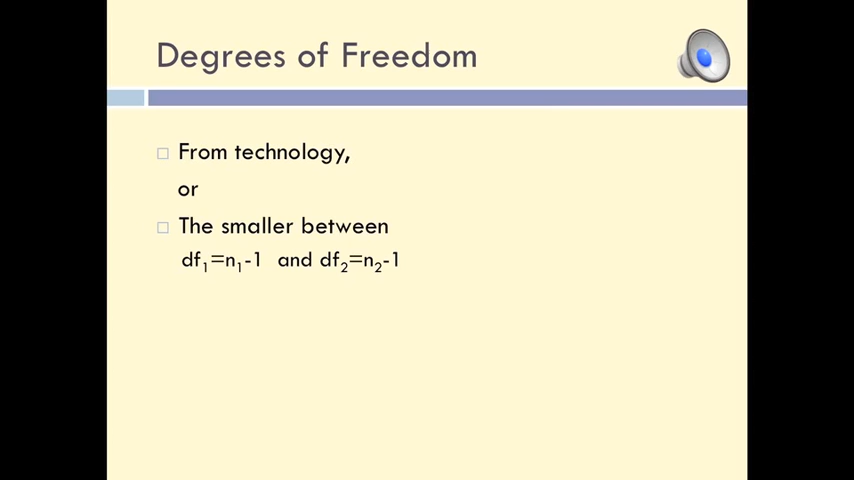 Degrees of Freedom
From technology,
or
The smaller between
df₁=n₁-1 and df₂=n₂-1